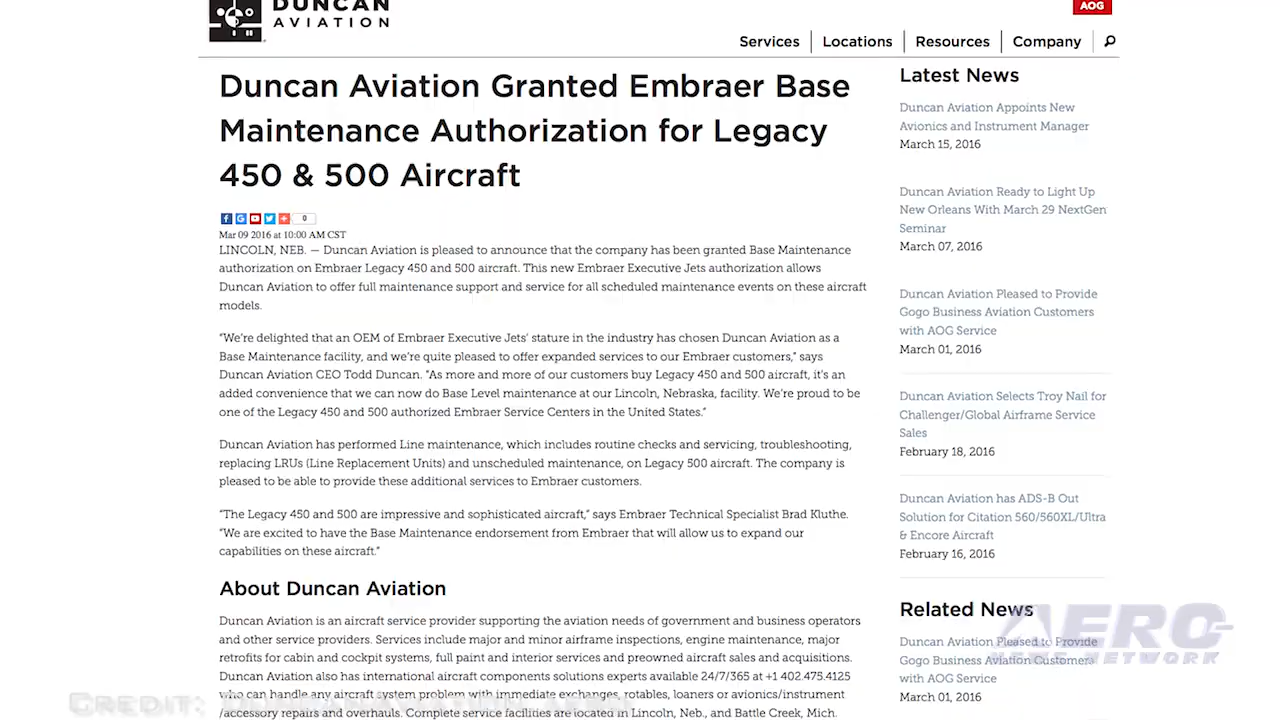 DUNCAN
AVIATION
AOG
Services
Locations
Resources
Company
Duncan Aviation Granted Embraer Base
Maintenance Authorization for Legacy
450 & 500 Aircraft
0
Mar 09 2016 at 10:00 AM CST
LINCOLN, NEB. — Duncan Aviation is pleased to announce that the company has been granted Base Maintenance
authorization on Embraer Legacy 450 and 500 aircraft. This new Embraer Executive Jets authorization allows
Duncan Aviation to offer full maintenance support and service for all scheduled maintenance events on these aircraft
models.
“We’re delighted that an OEM of Embraer Executive Jets’ stature in the industry has chosen Duncan Aviation as a
Base Maintenance facility, and we’re quite pleased to offer expanded services to our Embraer customers,” says
Duncan Aviation CEO Todd Duncan. “As more and more of our customers buy Legacy 450 and 500 aircraft, it’s an
added convenience that we can now do Base Level maintenance at our Lincoln, Nebraska, facility. We’re proud to be
one of the Legacy 450 and 500 authorized Embraer Service Centers in the United States.”
Duncan Aviation has performed Line maintenance, which includes routine checks and servicing, troubleshooting,
replacing LRUs (Line Replacement Units) and unscheduled maintenance, on Legacy 500 aircraft. The company is
pleased to be able to provide these additional services to Embraer customers.
“The Legacy 450 and 500 are impressive and sophisticated aircraft,” says Embraer Technical Specialist Brad Kluthe.
“We are excited to have the Base Maintenance endorsement from Embraer that will allow us to expand our
capabilities on these aircraft.”
About Duncan Aviation
Duncan Aviation is an aircraft service provider supporting the aviation needs of government and business operators
and other service providers. Services include major and minor airframe inspections, engine maintenance, major
retrofits for cabin and cockpit systems, full paint and interior services and preowned aircraft sales and acquisitions.
Duncan Aviation also has international aircraft components solutions experts available 24/7/365 at +1 402.475.4125
who can handle any aircraft system problem with immediate exchanges, rotables, loaners or avionics/instrument
/accessory repairs and overhauls. Complete service facilities are located in Lincoln, Neb., and Battle Creek, Mich.
Latest News
Duncan Aviation Appoints New
Avionics and Instrument Manager
March 15, 2016
Duncan Aviation Ready to Light Up
New Orleans With March 29 NextGen
Seminar
March 07, 2016
Duncan Aviation Pleased to Provide
Gogo Business Aviation Customers
with AOG Service
March 01, 2016
Duncan Aviation Selects Troy Nail for
Challenger/Global Airframe Service
Sales
February 18, 2016
Duncan Aviation has ADS-B Out
Solution for Citation 560/560XL/Ultra
& Encore Aircraft
February 16, 2016
Related News
Duncan Aviation Pleased to Provide
Gogo Business Aviation Customers
with AOG Service
March 01, 2016
AERO
NEWS NETWORK
Credit: